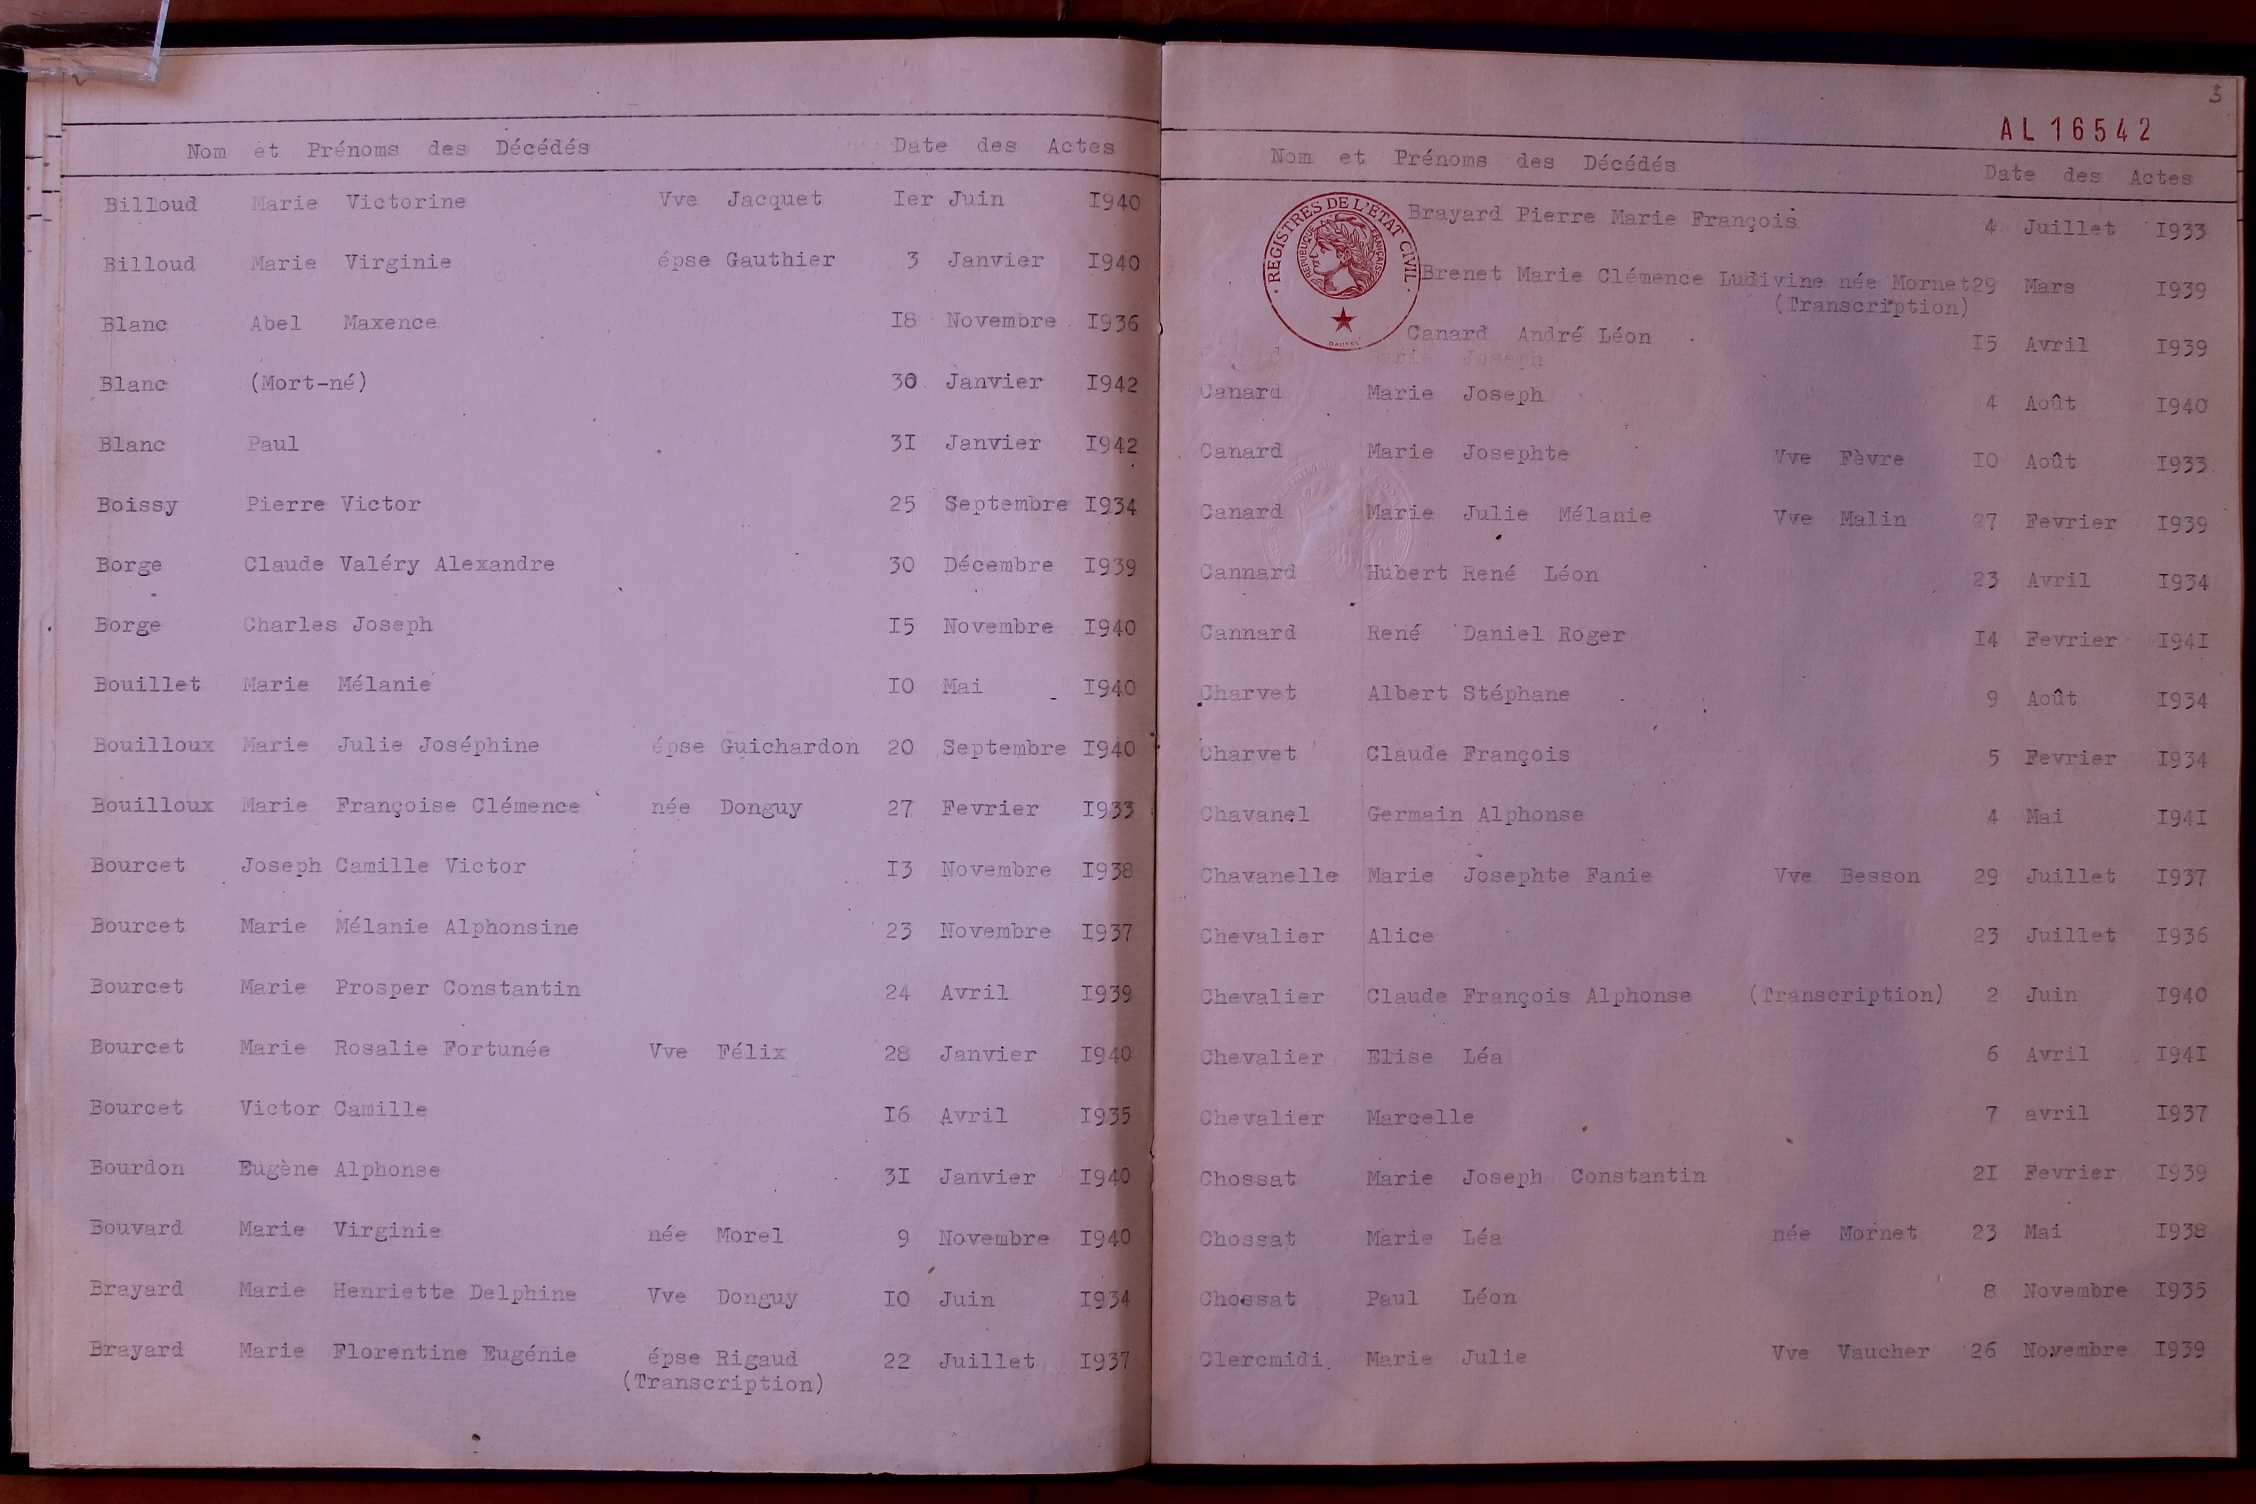 Nom et Prénoms des Décédés Date des Actes
Billoud Marie Victorine Vve Jacquet Ier Juin I940
Billoud Marie Virginie épse Gauthier 3 Janvier I940
Blanc Abel Maxence I8 Novembre I936
Blanc (Mort-né) 30 Janvier I942
Blanc Paul 3I Janvier I942
Boissy Pierre Victor 25 Septembre I934
Borge Claude Valéry Alexandre 30 Décembre I939
Borge Charles Joseph I5 Novembre I940
Bouillet Marie Mélanie I0 Mai I940
Bouilloux Marie Julie Joséphine épse Guichardon 20 Septembre I940
Bouilloux Marie Françoise Clémence née Donguy 27 Fevrier I933
Bourcet Joseph Camille Victor I3 Novembre I938
Bourcet Marie Mélanie Alphonsine 23 Novembre I937
Bourcet Marie Prosper Constantin 24 Avril I939
Bourcet Marie Rosalie Fortunée Vve Félix 28 Janvier I940
Bourcet Victor Camille I6 Avril I935
Bourdon Eugène Alphonse 3I Janvier I940
Bouvard Marie Virginie née Morel 9 Novembre I940
Brayard Marie Henriette Delphine Vve Donguy I0 Juin I934
Brayard Marie Florentine Eugénie épse Rigaud 22 Juillet I937
(Transcription)
3
AL 16542
Nom et Prénoms des Décédés Date des Actes
REGISTRES DE L'ETAT CIVIL
REPUBLIQUE FRANÇAISE
Brayard Pierre Marie François 4 Juillet I933
Brenet Marie Clémence Ludivine née Mornet 29 Mars I939
(Transcription)
Canard André Léon I5 Avril I939
Canard Marie Joseph 4 Août I940
Canard Marie Josephte Vve Fèvre I0 Août I933
Canard Marie Julie Mélanie Vve Malin 27 Fevrier I939
Cannard Hubert René Léon 23 Avril I934
Cannard René Daniel Roger I4 Fevrier I94I
Charvet Albert Stéphane 9 Août I934
Charvet Claude François 5 Fevrier I934
Chavanel Germain Alphonse 4 Mai I94I
Chavanelle Marie Josephte Fanie Vve Besson 29 Juillet I937
Chevalier Alice 23 Juillet I936
Chevalier Claude François Alphonse (Transcription) 2 Juin I940
Chevalier Elise Léa 6 Avril I94I
Chevalier Marcelle 7 avril I937
Chossat Marie Joseph Constantin 2I Fevrier I939
Chossat Marie Léa née Mornet 23 Mai I938
Chossat Paul Léon 8 Novembre I935
Clercmidi Marie Julie Vve Vaucher 26 Novembre I939